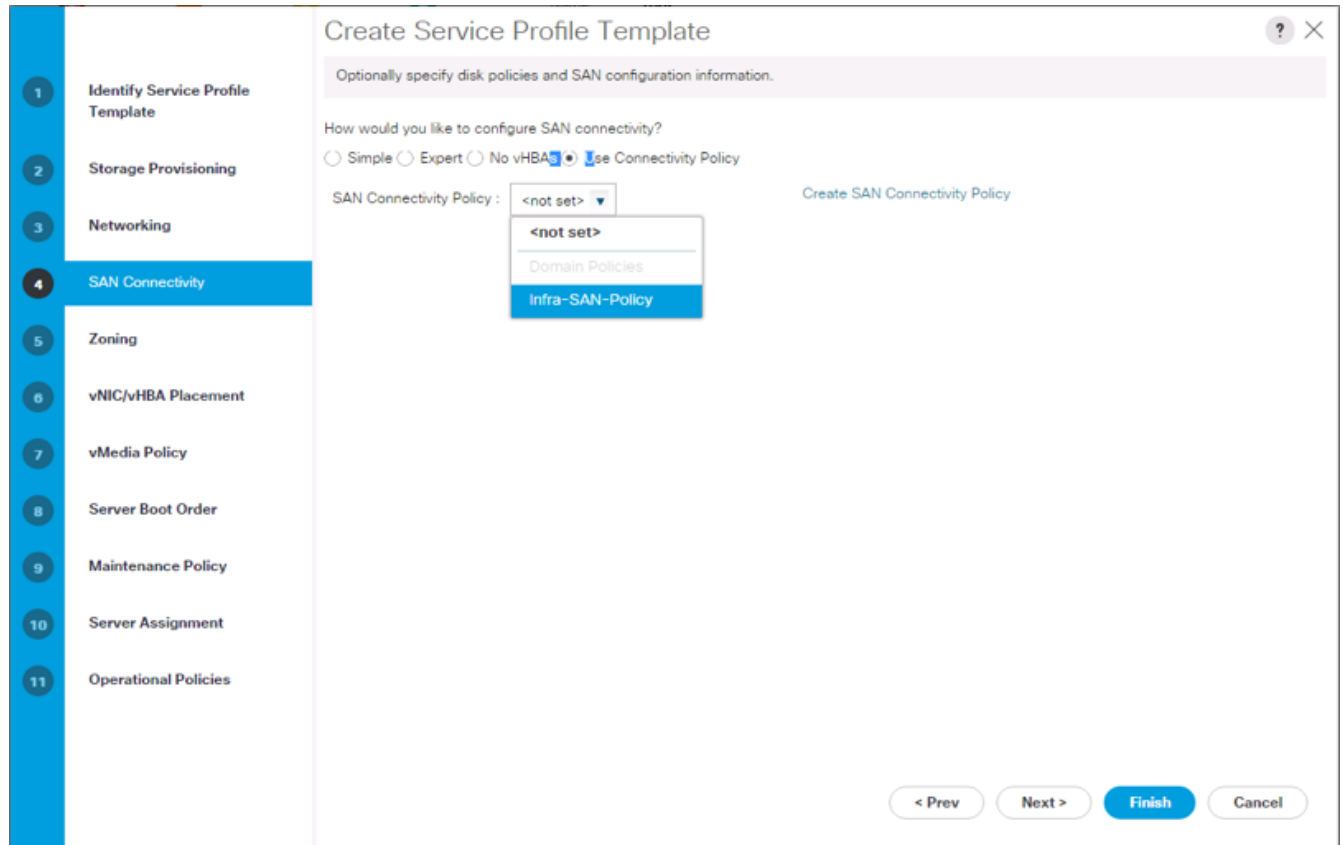 Create Service Profile Template
?
Optionally specify disk policies and SAN configuration information.
1
Identify Service Profile
Template
2
Storage Provisioning
3
Networking
4
SAN Connectivity
5
Zoning
6
vNIC/vHBA Placement
7
vMedia Policy
8
Server Boot Order
9
Maintenance Policy
10
Server Assignment
11
Operational Policies
How would you like to configure SAN connectivity?
Simple Expert No vHBAs Use Connectivity Policy
SAN Connectivity Policy : <not set> Create SAN Connectivity Policy
<not set>
Domain Policies
Infra-SAN-Policy
< Prev Next > Finish Cancel